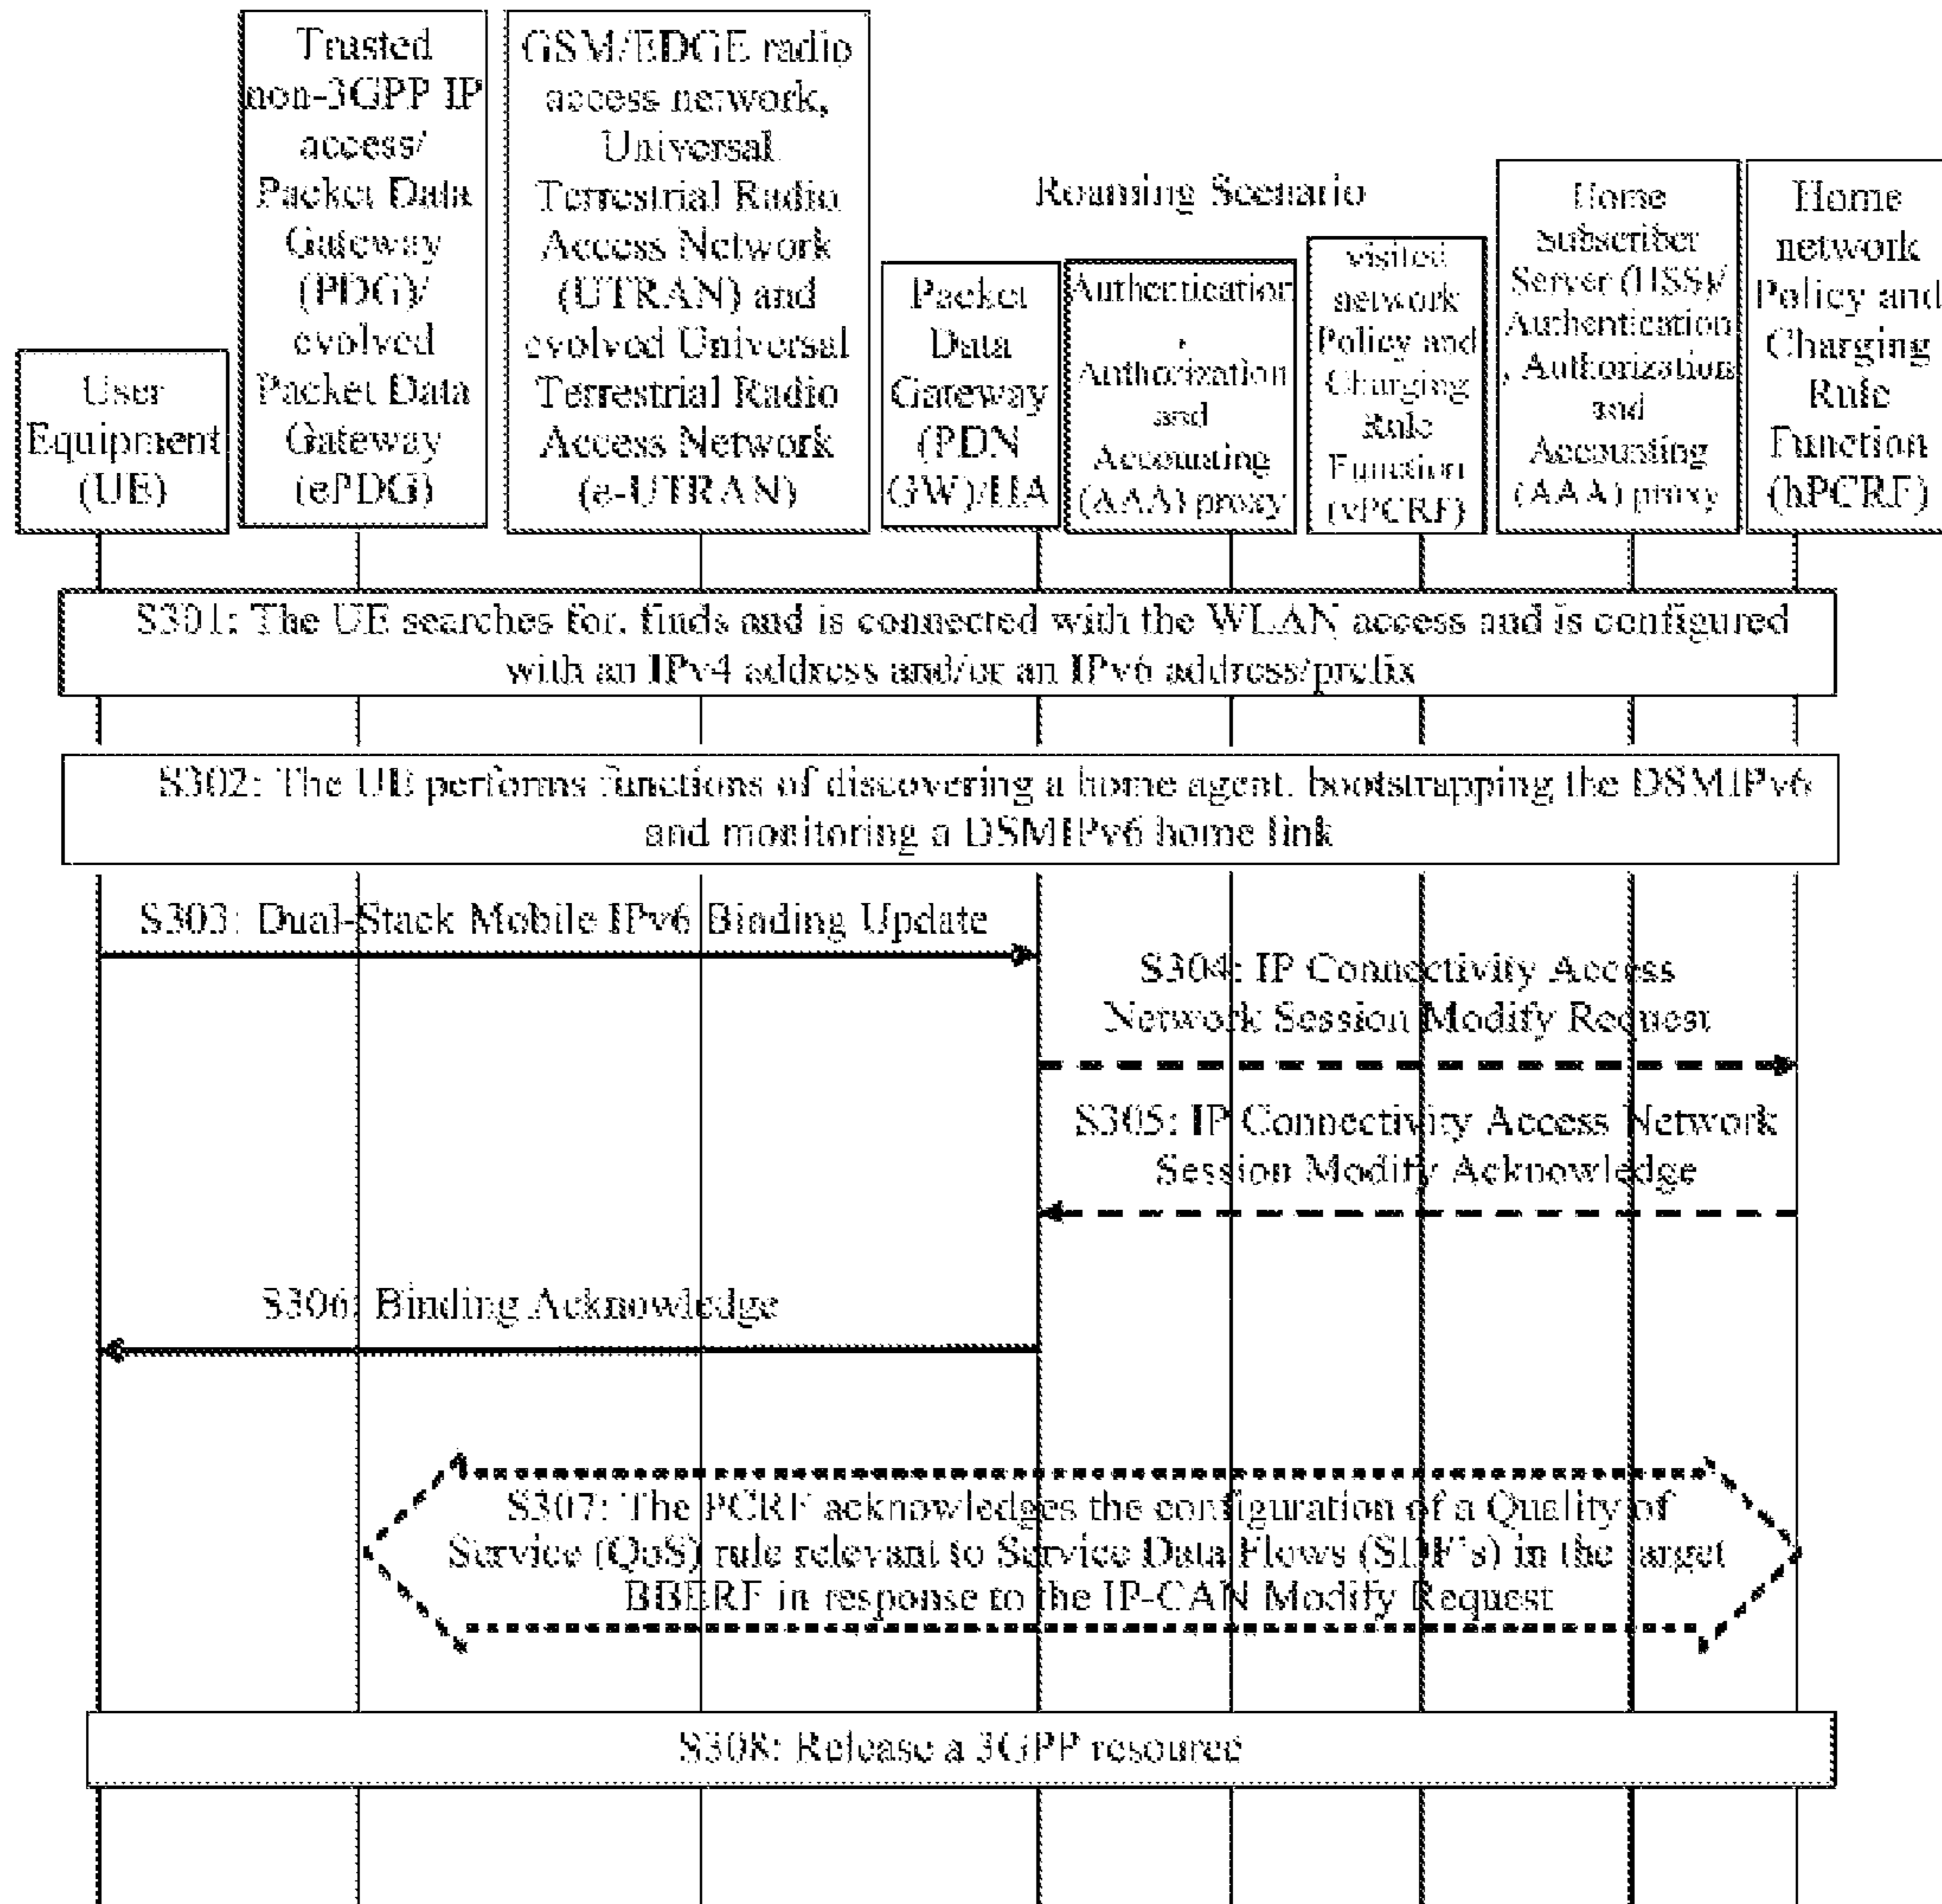 User
Equipment
(UE)
Trusted
non-3GPP IP
access/
Packet Data
Gateway
(PDG)/
evolved
Packet Data
Gateway
(ePDG)
GSM/EDGE radio
access network,
Universal
Terrestrial Radio
Access Network
(UTRAN) and
evolved Universal
Terrestrial Radio
Access Network
(e-UTRAN)
Roaming Scenario
Packet
Data
Gateway
(PDN
GW)/HA
Authentication
,
Authorization
and
Accounting
(AAA) proxy
visited
network
Policy and
Charging
Rule
Function
(vPCRF)
Home
Subscriber
Server (HSS)/
Authentication
, Authorization
and
Accounting
(AAA) proxy
Home
network
Policy and
Charging
Rule
Function
(hPCRF)
S301: The UE searches for, finds and is connected with the WLAN access and is configured
with an IPv4 address and/or an IPv6 address/prefix
S302: The UE performs functions of discovering a home agent, bootstrapping the DSMIPv6
and monitoring a DSMIPv6 home link
S303: Dual-Stack Mobile IPv6 Binding Update
S304: IP Connectivity Access
Network Session Modify Request
S305: IP Connectivity Access Network
Session Modify Acknowledge
S306: Binding Acknowledge
S307: The PCRF acknowledges the configuration of a Quality of
Service (QoS) rule relevant to Service Data Flows (SDF's) in the target
BBERF in response to the IP-CAN Modify Request
S308: Release a 3GPP resource